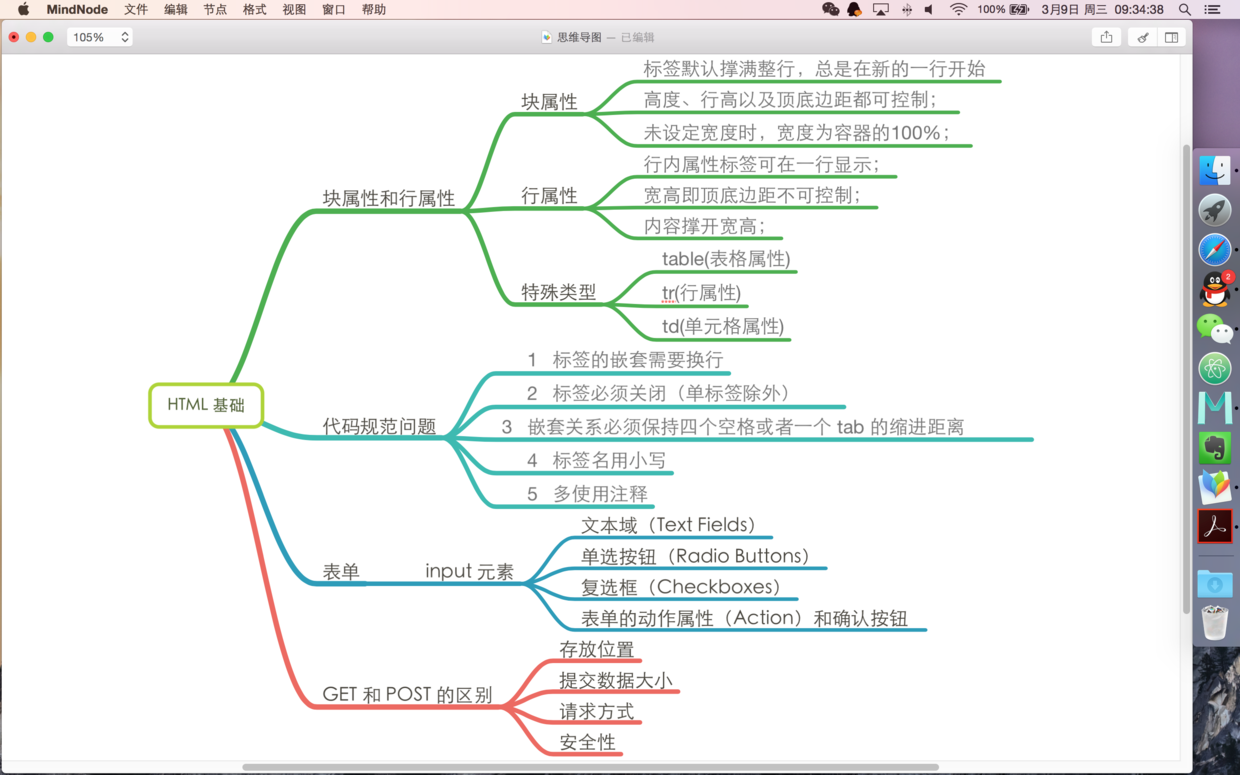 MindNode 文件 编辑 节点 格式 视图 窗口 帮助 100% 3月9日 周三 09:34:38
105% 思维导图 — 已编辑
标签默认撑满整行，总是在新的一行开始
块属性
高度、行高以及顶底边距都可控制；
未设定宽度时，宽度为容器的100%；
行内属性标签可在一行显示；
块属性和行属性
行属性
宽高即顶底边距不可控制；
内容撑开宽高；
table(表格属性)
特殊类型
tr(行属性)
td(单元格属性)
1 标签的嵌套需要换行
2 标签必须关闭（单标签除外）
HTML 基础
代码规范问题
3 嵌套关系必须保持四个空格或者一个 tab 的缩进距离
4 标签名用小写
5 多使用注释
文本域（Text Fields）
单选按钮（Radio Buttons）
表单
input 元素
复选框（Checkboxes）
表单的动作属性（Action）和确认按钮
存放位置
提交数据大小
GET 和 POST 的区别
请求方式
安全性
2